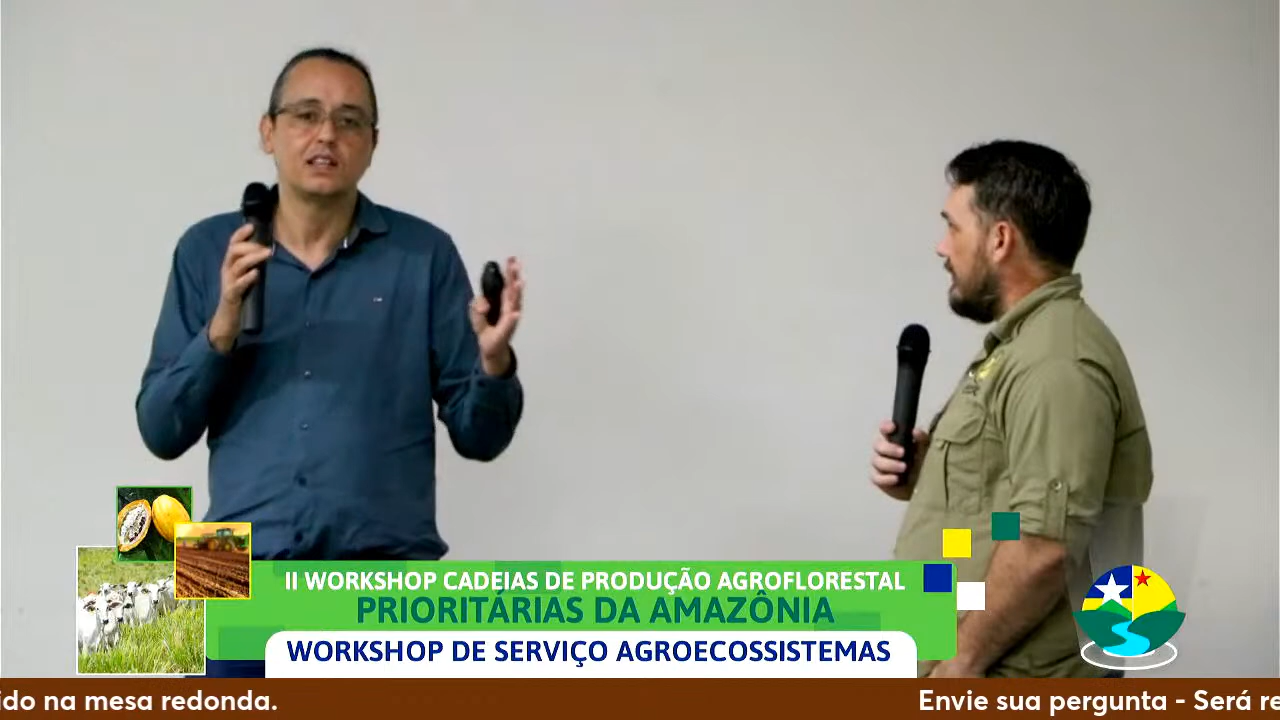 II WORKSHOP CADEIAS DE PRODUÇÃO AGROFLORESTAL
PRIORITÁRIAS DA AMAZÔNIA
WORKSHOP DE SERVIÇO AGROECOSSISTEMAS
ido na mesa redonda.
Envie sua pergunta - Será re